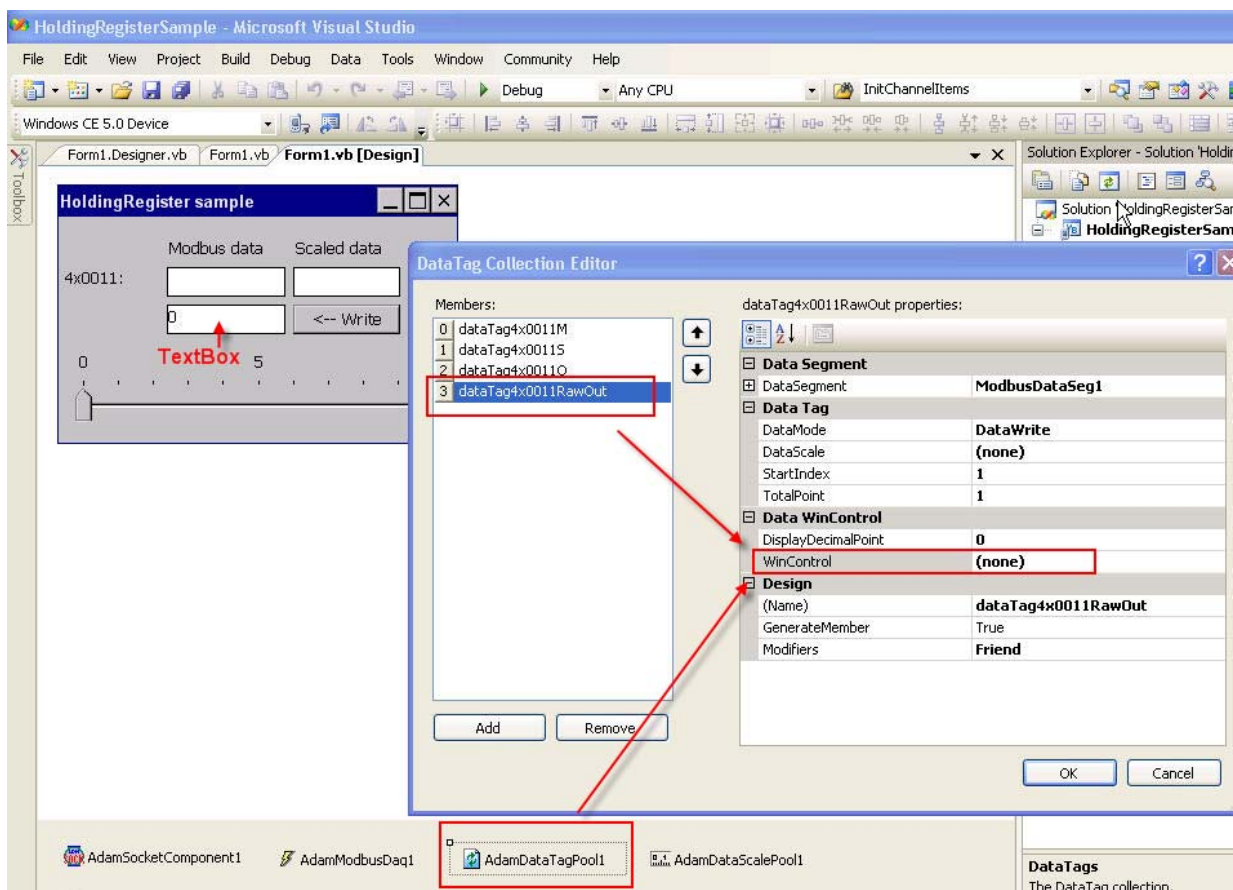 HoldingRegisterSample - Microsoft Visual Studio
File Edit View Project Build Debug Data Tools Window Community Help
Debug Any CPU InitChannelItems
Windows CE 5.0 Device
Toolbox
Form1.Designer.vb Form1.vb Form1.vb [Design]
Solution Explorer - Solution 'Holdin
Solution HoldingRegisterSar
HoldingRegisterSam
HoldingRegister sample
Modbus data Scaled data
4x0011:
0 <-- Write
TextBox
0 5
DataTag Collection Editor
Members:
0 dataTag4x0011M
1 dataTag4x0011S
2 dataTag4x0011O
3 dataTag4x0011RawOut
Add Remove
dataTag4x0011RawOut properties:
Data Segment
DataSegment ModbusDataSeg1
Data Tag
DataMode DataWrite
DataScale (none)
StartIndex 1
TotalPoint 1
Data WinControl
DisplayDecimalPoint 0
WinControl (none)
Design
(Name) dataTag4x0011RawOut
GenerateMember True
Modifiers Friend
OK Cancel
AdamSocketComponent1 AdamModbusDaq1 AdamDataTagPool1 AdamDataScalePool1
DataTags
The DataTag collection.